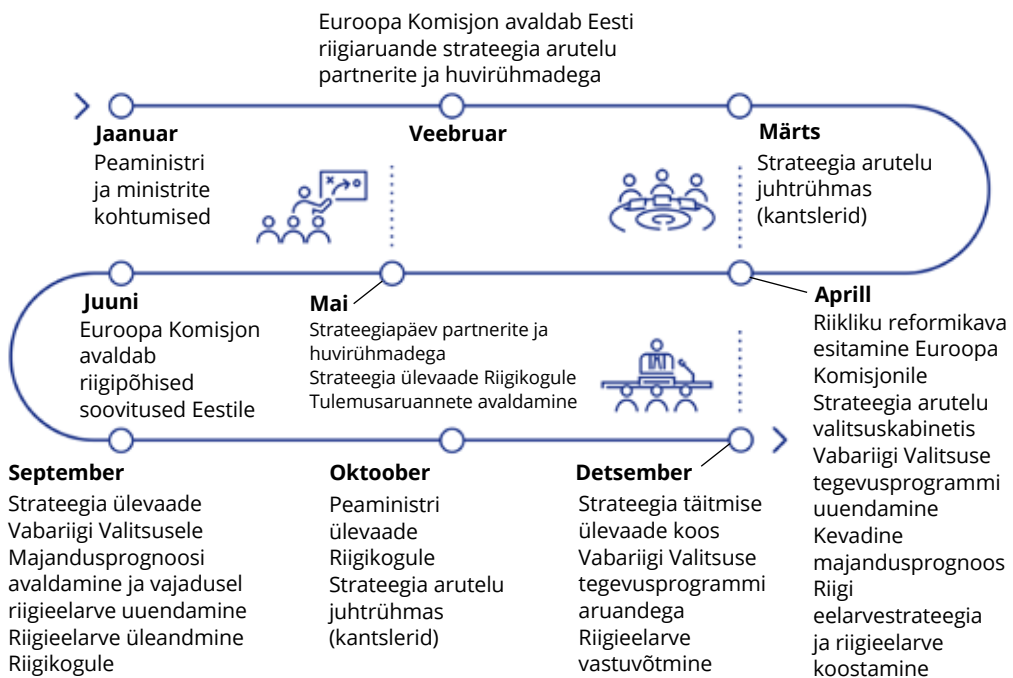 Euroopa Komisjon avaldab Eesti
riigiaruande strateegia arutelu
partnerite ja huvirühmadega
Jaanuar
Peaministri
ja ministrite
kohtumised
Veebruar
Märts
Strateegia arutelu
juhtrühmas
(kantslerid)
Juuni
Euroopa Komisjon
avaldab
riigipõhised
soovitused Eestile
Mai
Strateegiapäev partnerite ja
huvirühmadega
Strateegia ülevaade Riigikogule
Tulemusaruannete avaldamine
Aprill
Riikliku reformikava
esitamine Euroopa
Komisjonile
Strateegia arutelu
valitsuskabinetis
Vabariigi Valitsuse
tegevusprogrammi
uuendamine
Kevadine
majandusprognoos
Riigi
eelarvestrateegia
ja riigieelarve
koostamine
September
Strateegia ülevaade
Vabariigi Valitsusele
Majandusprognoosi
avaldamine ja vajadusel
riigieelarve uuendamine
Riigieelarve üleandmine
Riigikogule
Oktoober
Peaministri
ülevaade
Riigikogule
Strateegia arutelu
juhtrühmas
(kantslerid)
Detsember
Strateegia täitmise
ülevaade koos
Vabariigi Valitsuse
tegevusprogrammi
aruandega
Riigieelarve
vastuvõtmine